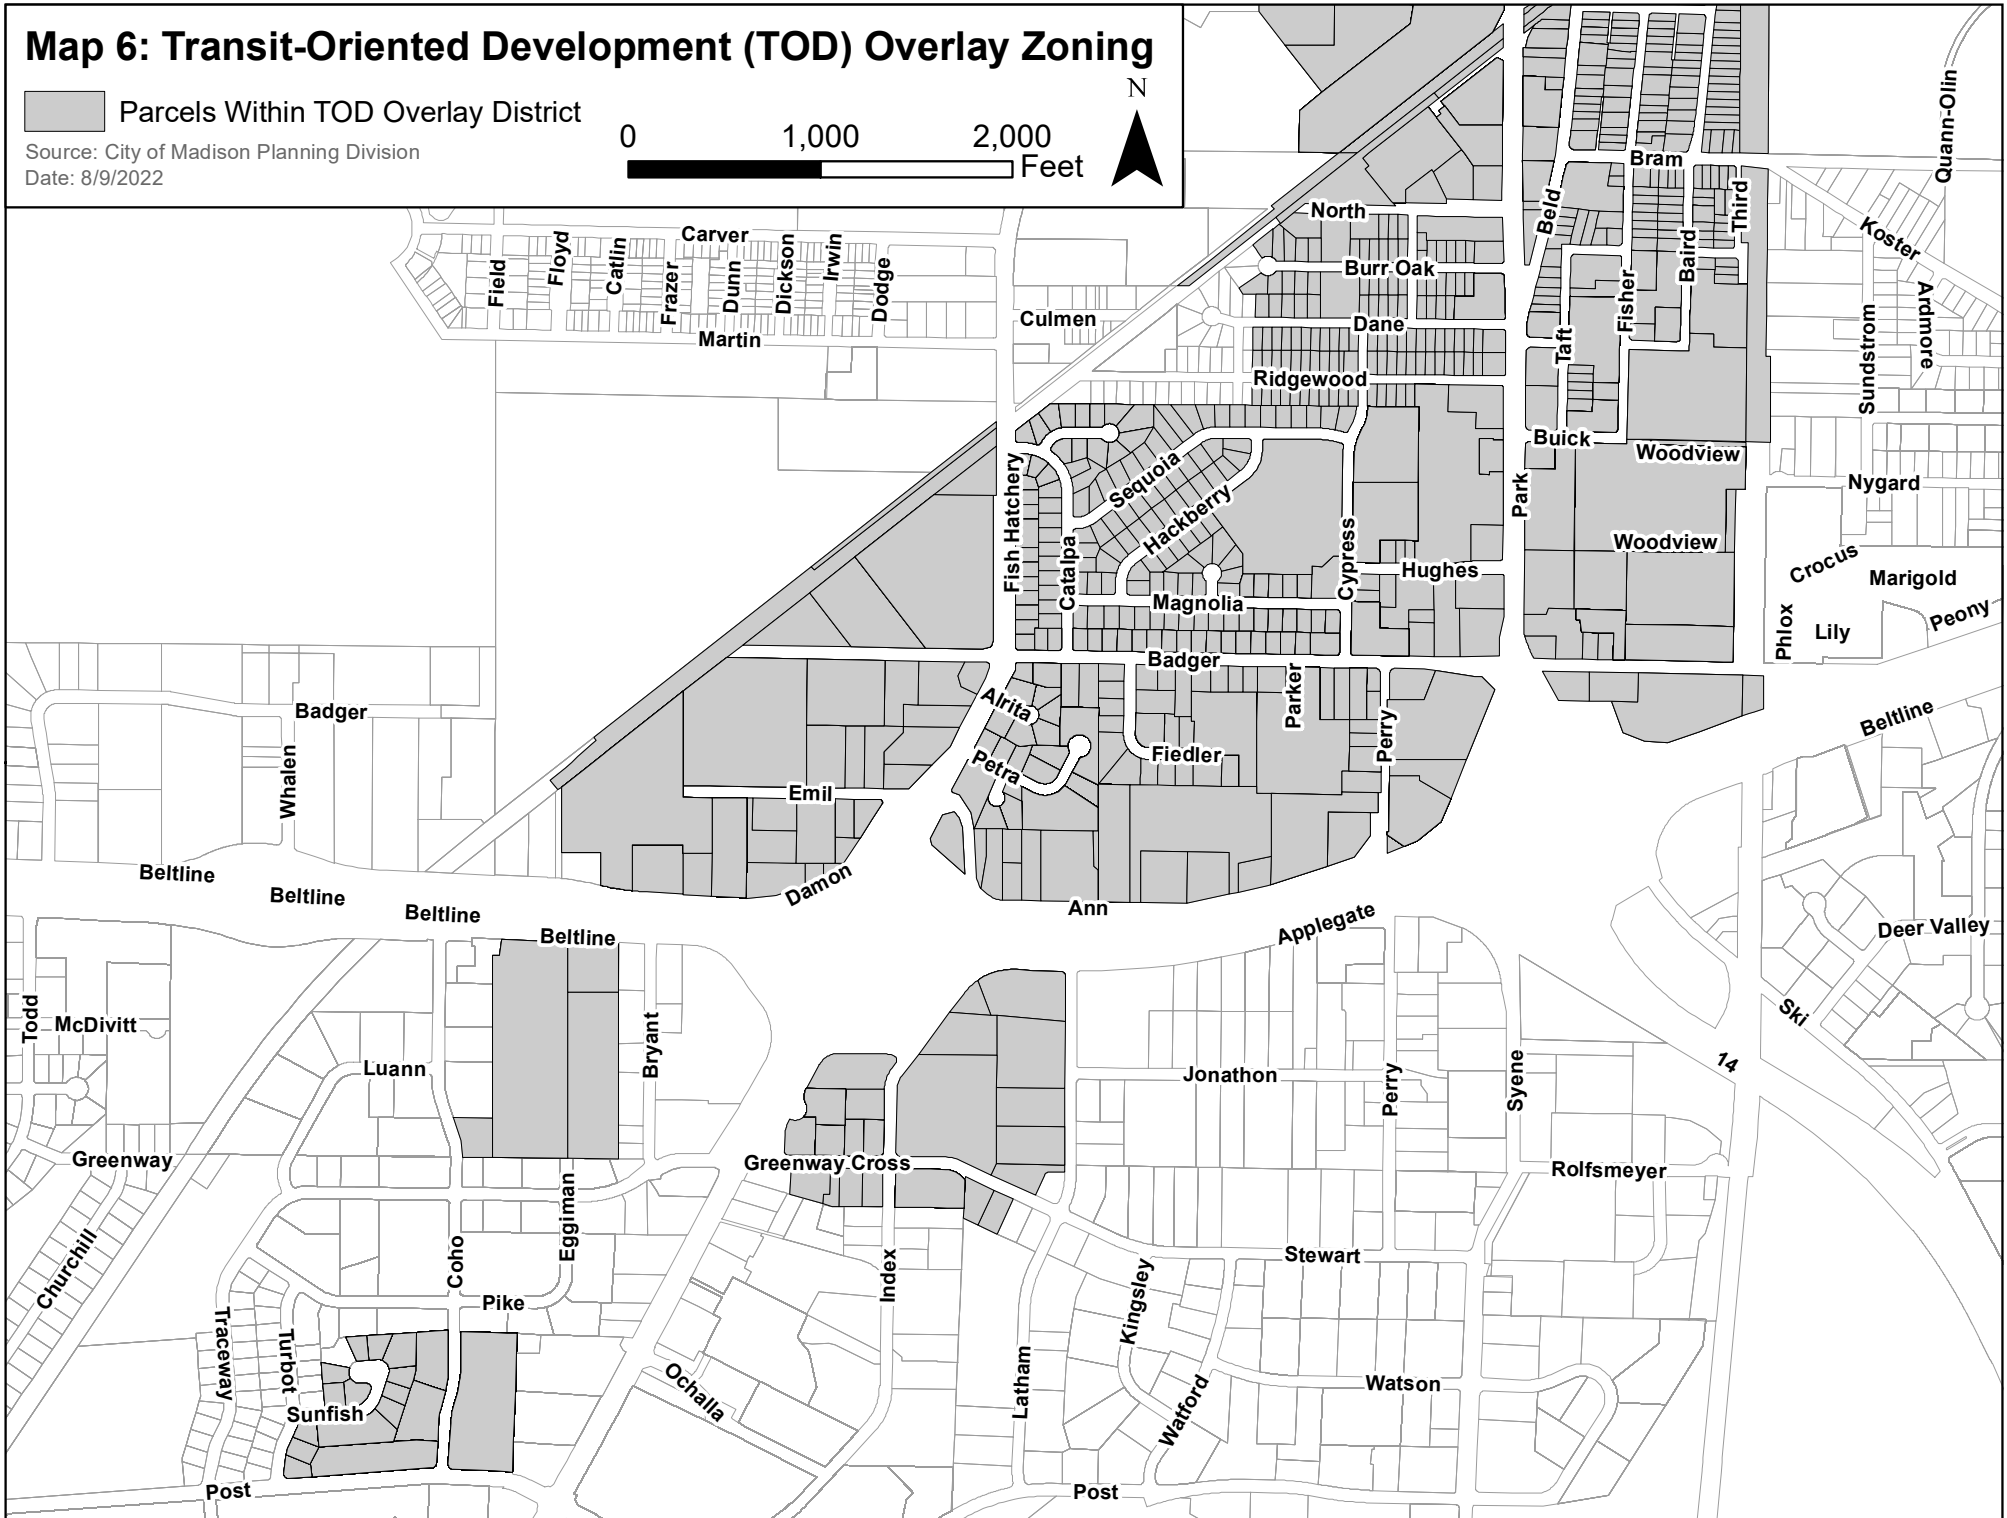 Map 6: Transit-Oriented Development (TOD) Overlay Zoning
Parcels Within TOD Overlay District
Source: City of Madison Planning Division
Date: 8/9/2022
0 1,000 2,000
Feet
N
Quann-Olin
Bram
Beld
Third
North
Koster
Carver
Floyd
Catlin
Dickson
Irwin
Baird
Burr Oak
Field
Frazer
Dunn
Dodge
Fisher
Ardmore
Culmen
Dane
Martin
Taft
Sundstrom
Ridgewood
Buick
Woodview
Sequoia
Nygard
Fish Hatchery
Park
Hackberry
Woodview
Cypress
Crocus
Catalpa
Hughes
Marigold
Magnolia
Phlox
Lily
Peony
Badger
Parker
Alrita
Badger
Beltline
Perry
Whalen
Petra
Fiedler
Emil
Beltline
Damon
Beltline
Ann
Beltline
Beltline
Applegate
Deer Valley
Todd
McDivitt
Ski
Bryant
Luann
14
Jonathon
Perry
Syene
Greenway
Greenway Cross
Rolfsmeyer
Eggiman
Churchill
Coho
Index
Stewart
Kingsley
Pike
Traceway
Turbot
Latham
Ochalla
Watson
Watford
Sunfish
Post
Post